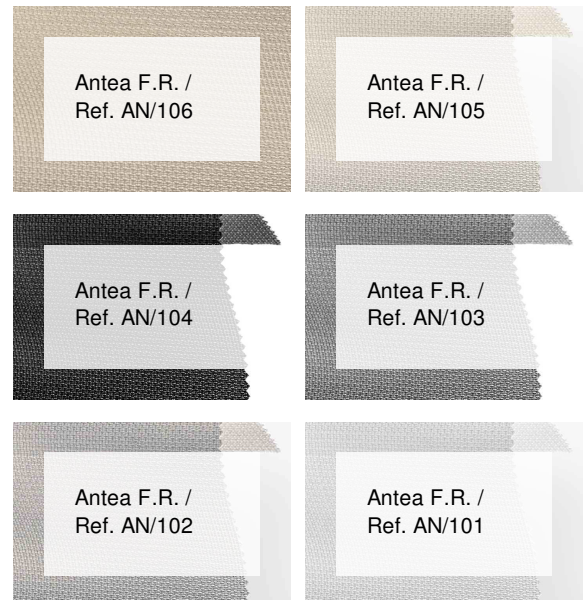 Antea F.R. /
Ref. AN/106
Antea F.R. /
Ref. AN/105
Antea F.R. /
Ref. AN/104
Antea F.R. /
Ref. AN/103
Antea F.R. /
Ref. AN/102
Antea F.R. /
Ref. AN/101